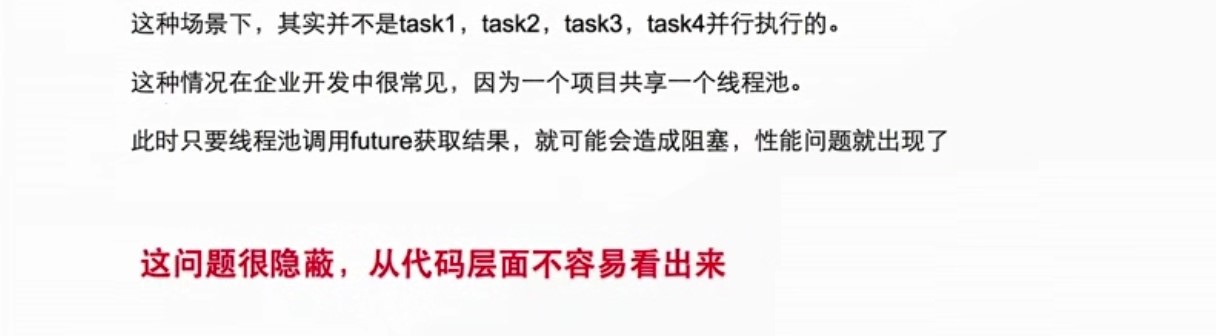 这种场景下，其实并不是task1，task2，task3，task4并行执行的。
这种情况在企业开发中很常见，因为一个项目共享一个线程池。
此时只要线程池调用future获取结果，就可能会造成阻塞，性能问题就出现了
这问题很隐蔽，从代码层面不容易看出来